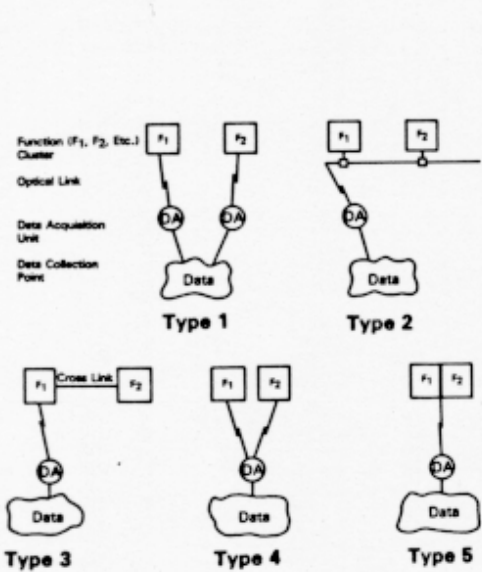 Function (F₁, F₂, Etc.)
Cluster
Optical Link
Data Acquisition
Unit
Data Collection
Point
F₁
F₂
DA
DA
Data
Type 1
F₁
F₂
DA
Data
Type 2
F₁
Cross Link
F₂
DA
Data
Type 3
F₁
F₂
DA
Data
Type 4
F₁
F₂
DA
Data
Type 5